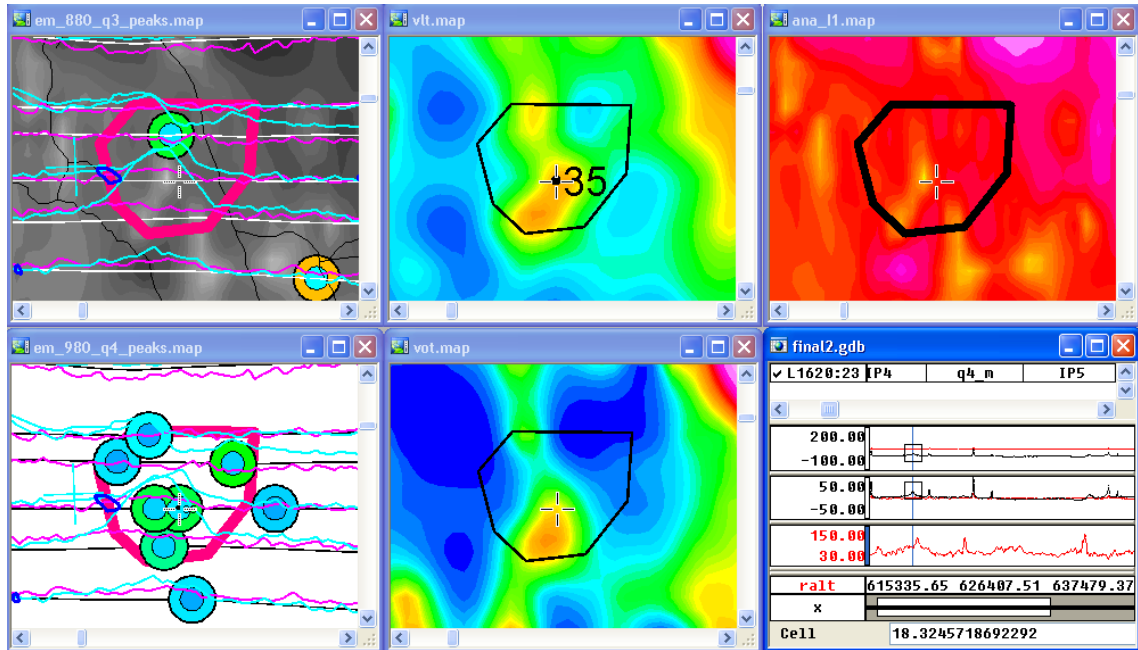 em_880_q3_peaks.map
vlt.map
35
ana_l1.map
em_980_q4_peaks.map
vot.map
final2.gdb
L1620:23 IP4 q4_m IP5
200.00
-100.00
50.00
-50.00
150.00
30.00
ralt 615335.65 626407.51 637479.37
x
Cell 18.3245718692292